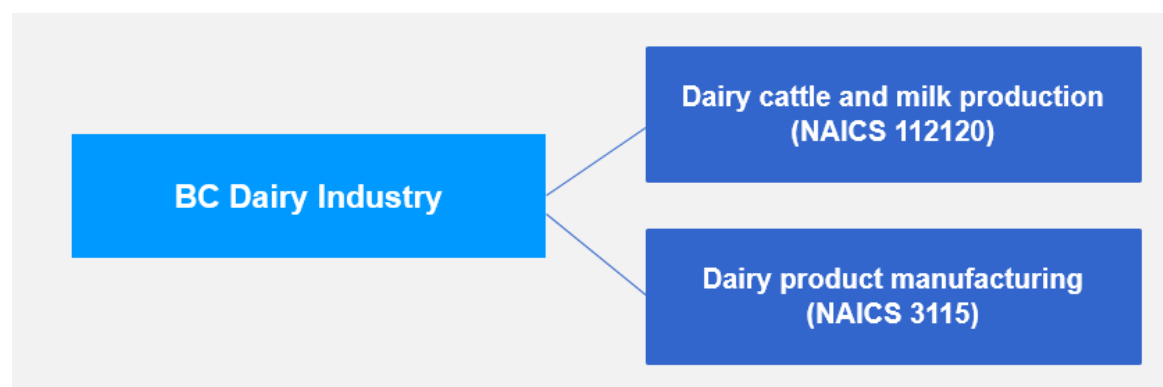 BC Dairy Industry
Dairy cattle and milk production
(NAICS 112120)
Dairy product manufacturing
(NAICS 3115)